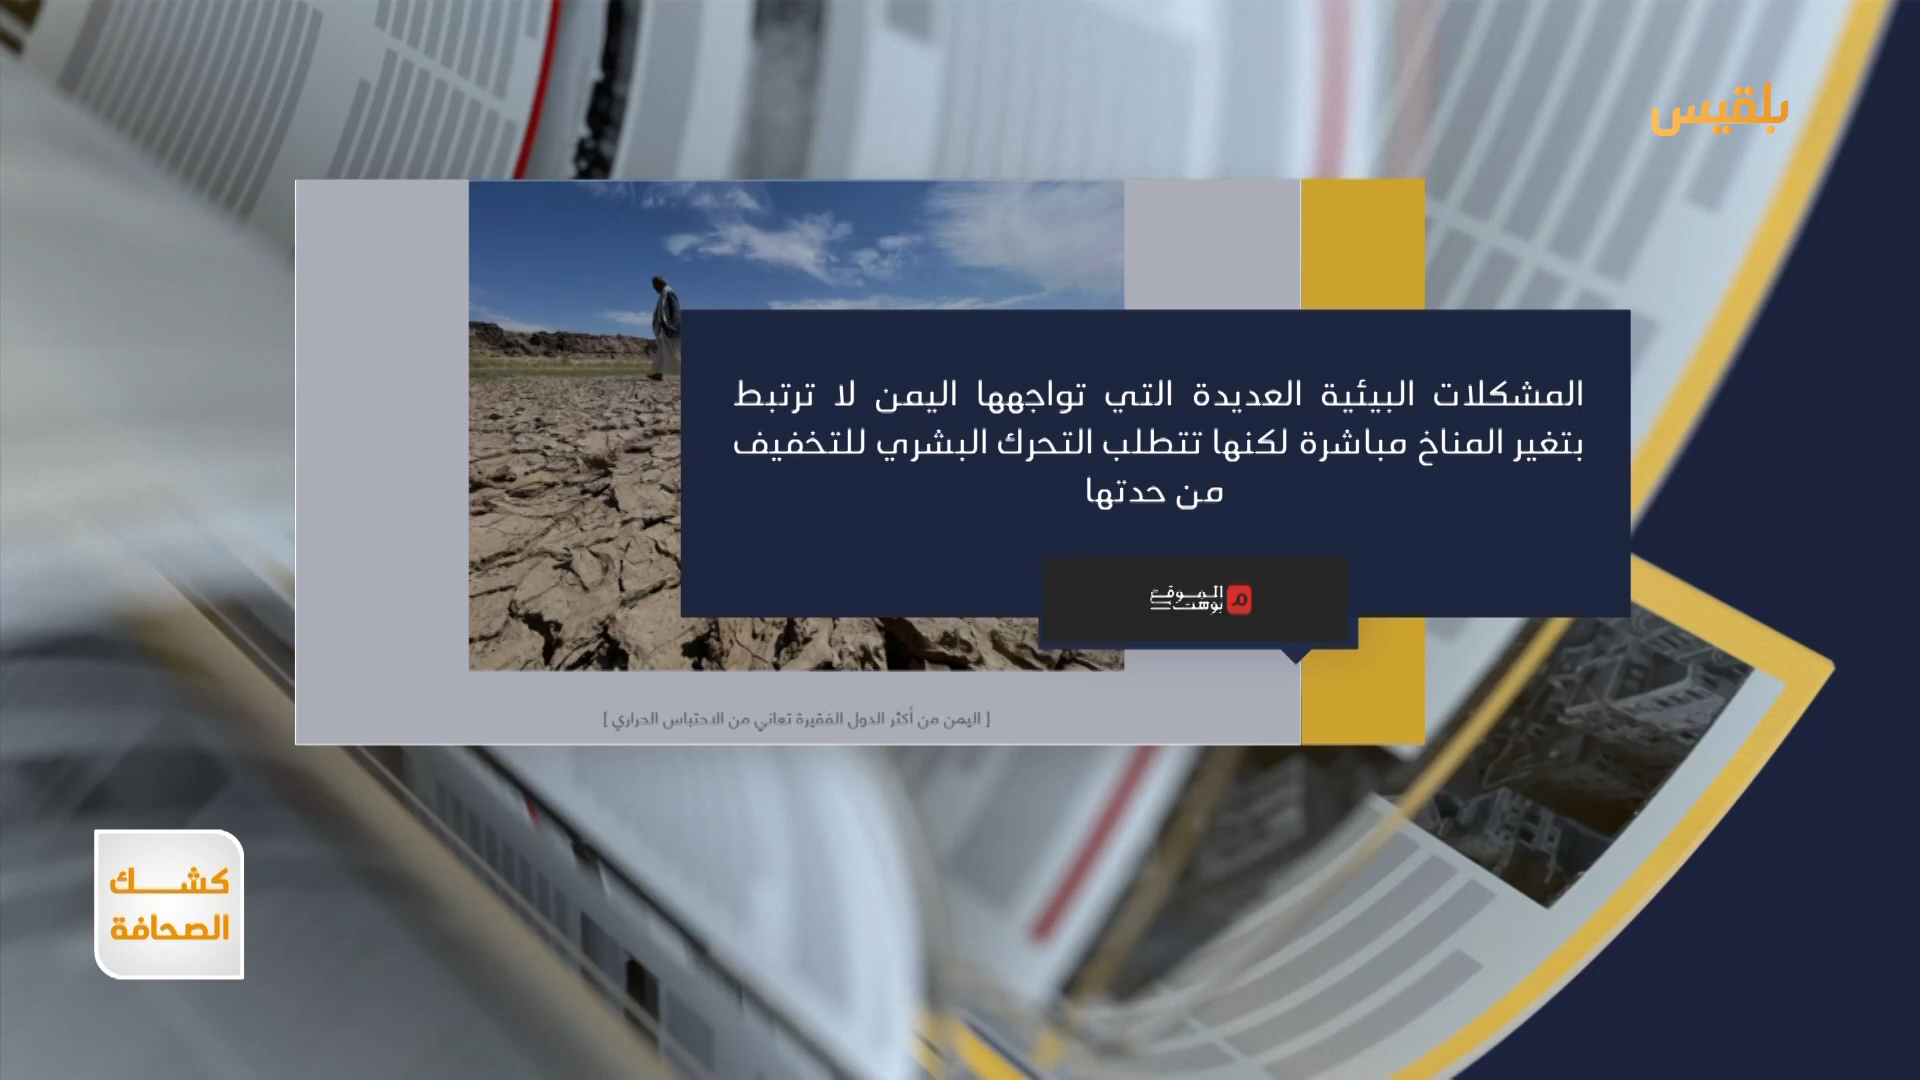 بلقيس
المشكلات البيئية العديدة التي تواجهها اليمن لا ترتبط
بتغير المناخ مباشرة لكنها تتطلب التحرك البشري للتخفيف
من حدتها
الموقع
بوست
[ اليمن من أكثر الدول الفقيرة تعاني من الاحتباس الحراري ]
كشك
الصحافة